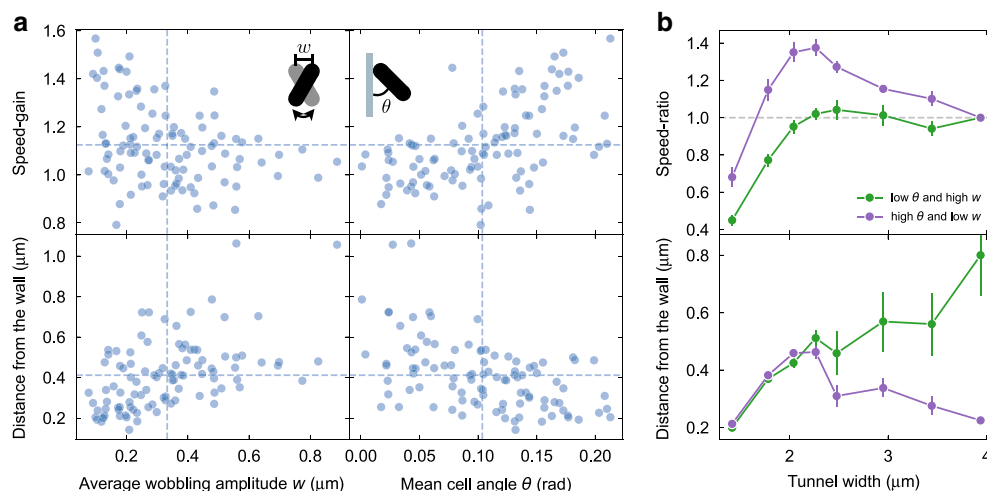 a
b
1.6
1.4
1.2
1.0
0.8
Speed-gain
w
θ
1.0
0.8
0.6
0.4
0.2
Distance from the wall (μm)
0.2 0.4 0.6 0.8
Average wobbling amplitude w (μm)
0.00 0.05 0.10 0.15 0.20
Mean cell angle θ (rad)
1.4
1.2
1.0
0.8
0.6
0.4
Speed-ratio
low θ and high w
high θ and low w
0.8
0.6
0.4
0.2
Distance from the wall (μm)
2 3 4
Tunnel width (μm)